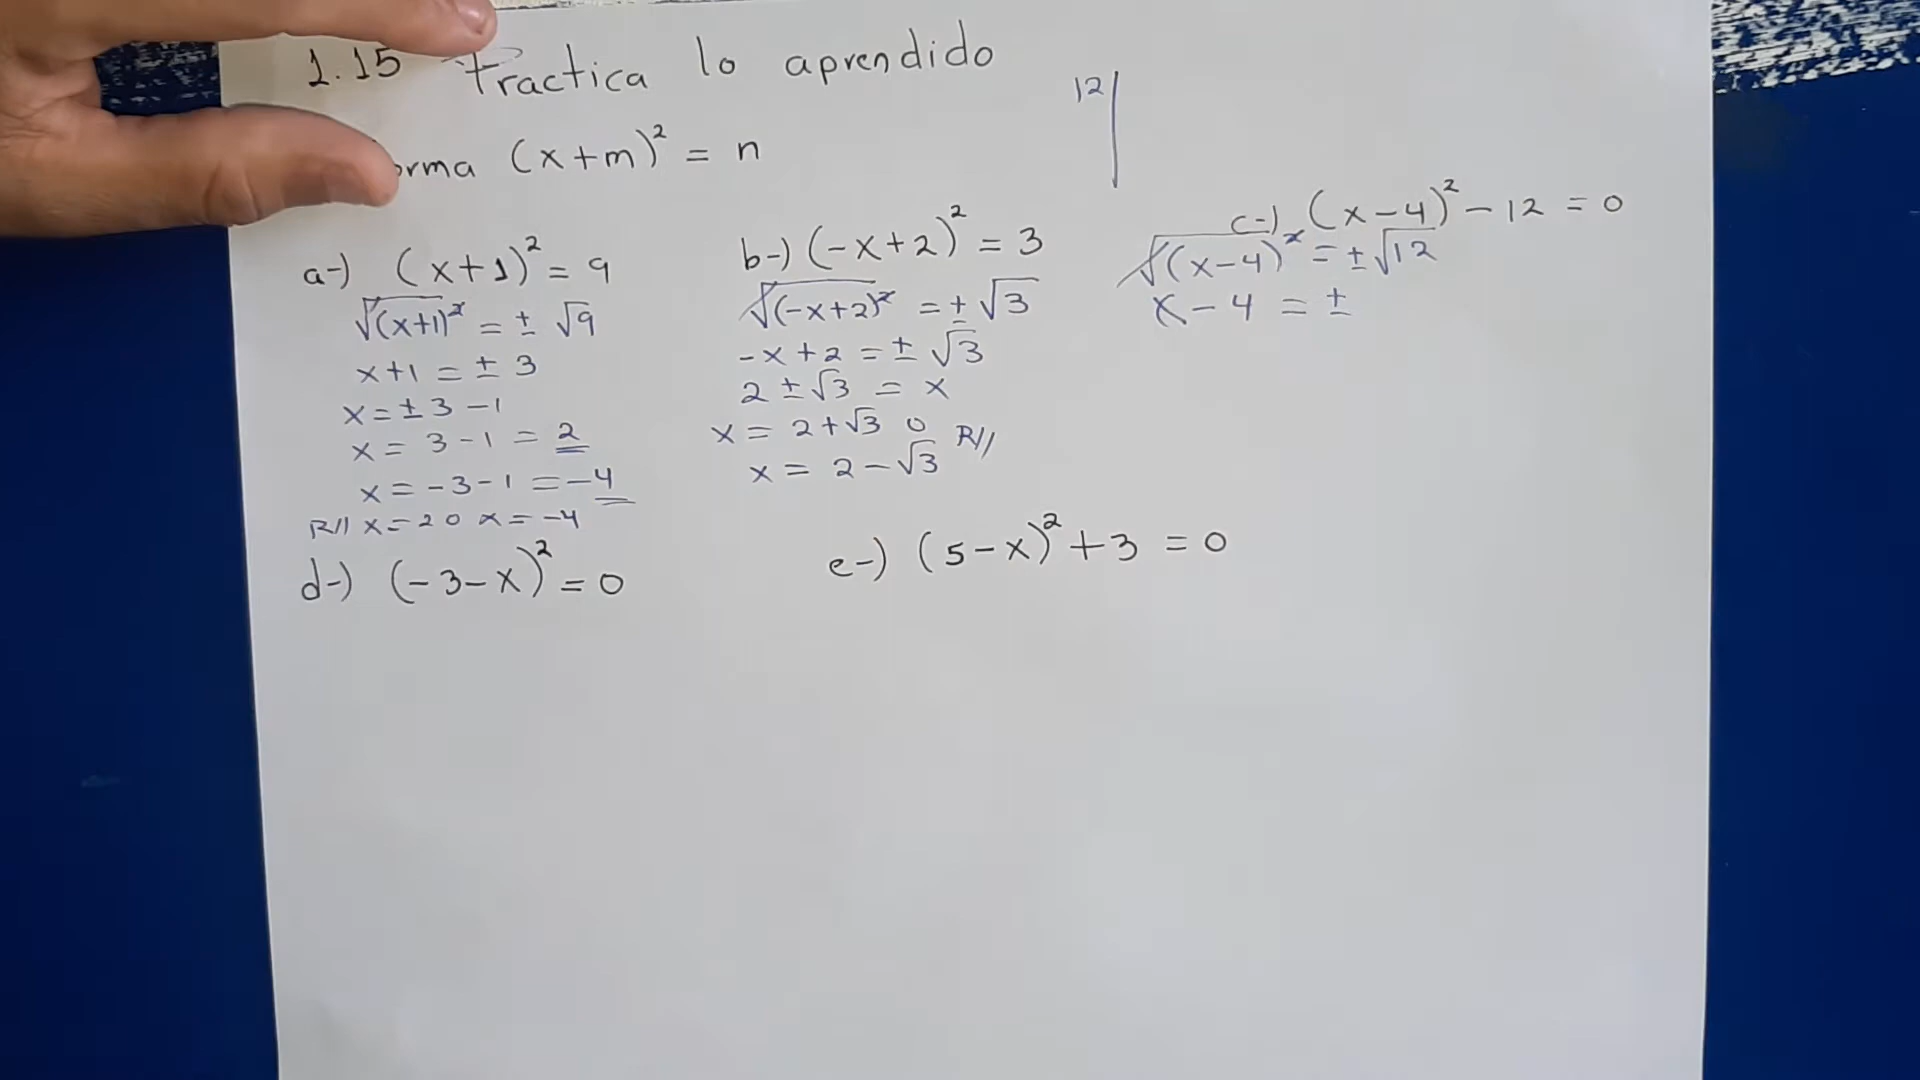 1.15 Practica lo aprendido
12
orma (x+m)² = n
a-) (x+1)² = 9
√(x+1)² = ± √9
x+1 = ± 3
x = ± 3 - 1
x = 3 - 1 = 2
x = -3 - 1 = -4
R// x = 2 o x = -4
b-) (-x+2)² = 3
√(-x+2)² = ± √3
-x+2 = ± √3
2 ± √3 = x
x = 2+√3 o
x = 2-√3 R//
c-) (x-4)² - 12 = 0
√(x-4)² = ± √12
x - 4 = ±
d-) (-3-x)² = 0
e-) (5-x)² + 3 = 0